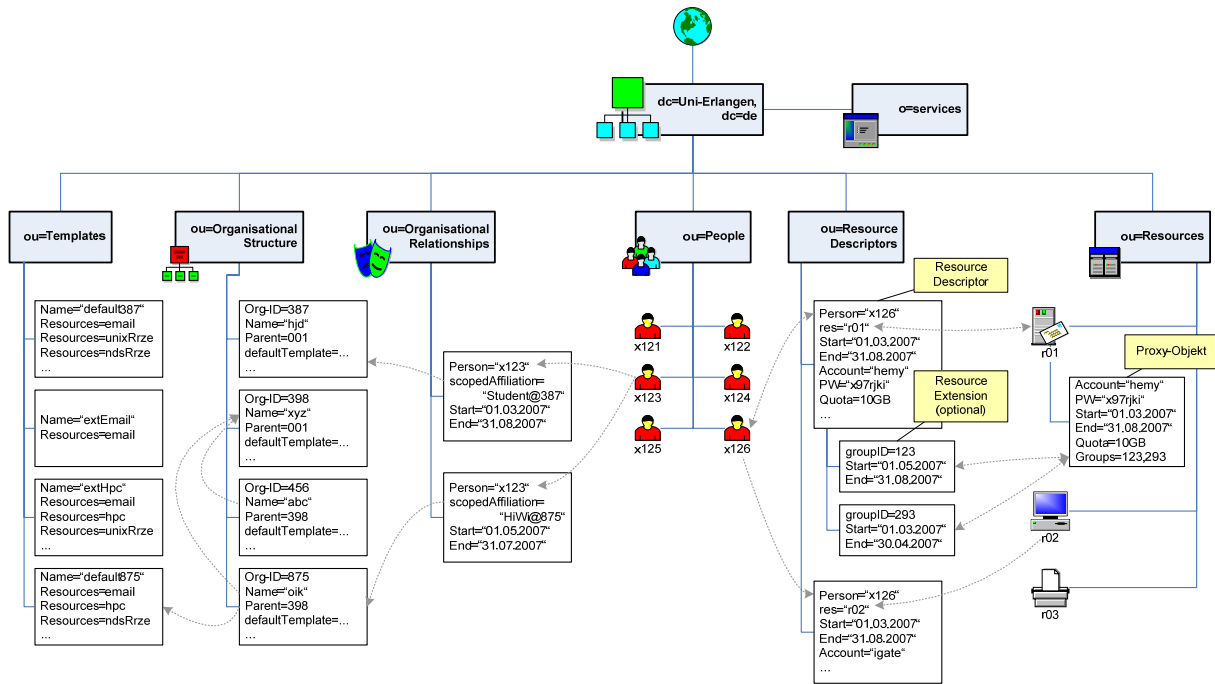 dc=Uni-Erlangen,
dc=de
o=services
ou=Templates
ou=Organisational
Structure
ou=Organisational
Relationships
ou=People
ou=Resource
Descriptors
ou=Resources
Name=“default387“
Resources=email
Resources=unixRrze
Resources=ndsRrze
...
Name=“extEmail“
Resources=email
Name=“extHpc“
Resources=email
Resources=hpc
Resources=unixRrze
...
Name=“default875“
Resources=email
Resources=hpc
Resources=ndsRrze
...
Org-ID=387
Name=“hjd“
Parent=001
defaultTemplate=...
...
Org-ID=398
Name=“xyz“
Parent=001
defaultTemplate=...
...
Org-ID=456
Name=“abc“
Parent=398
defaultTemplate=...
...
Org-ID=875
Name=“oik“
Parent=398
defaultTemplate=...
...
Person=“x123“
scopedAffiliation=
“Student@387“
Start=“01.03.2007“
End=“31.08.2007“
Person=“x123“
scopedAffiliation=
“HiWi@875“
Start=“01.05.2007“
End=“31.07.2007“
x121
x122
x123
x124
x125
x126
Resource
Descriptor
Person=“x126“
res=“r01“
Start=“01.03.2007“
End=“31.08.2007“
Account=“hemy“
PW=“x97rjki“
Quota=10GB
...
Resource
Extension
(optional)
groupID=123
Start=“01.05.2007“
End=“31.08.2007“
groupID=293
Start=“01.03.2007“
End=“30.04.2007“
Person=“x126“
res=“r02“
Start=“01.03.2007“
End=“31.08.2007“
Account=“igate“
...
r01
Proxy-Objekt
Account=“hemy“
PW=“x97rjki“
Start=“01.03.2007“
End=“31.08.2007“
Quota=10GB
Groups=123,293
r02
r03